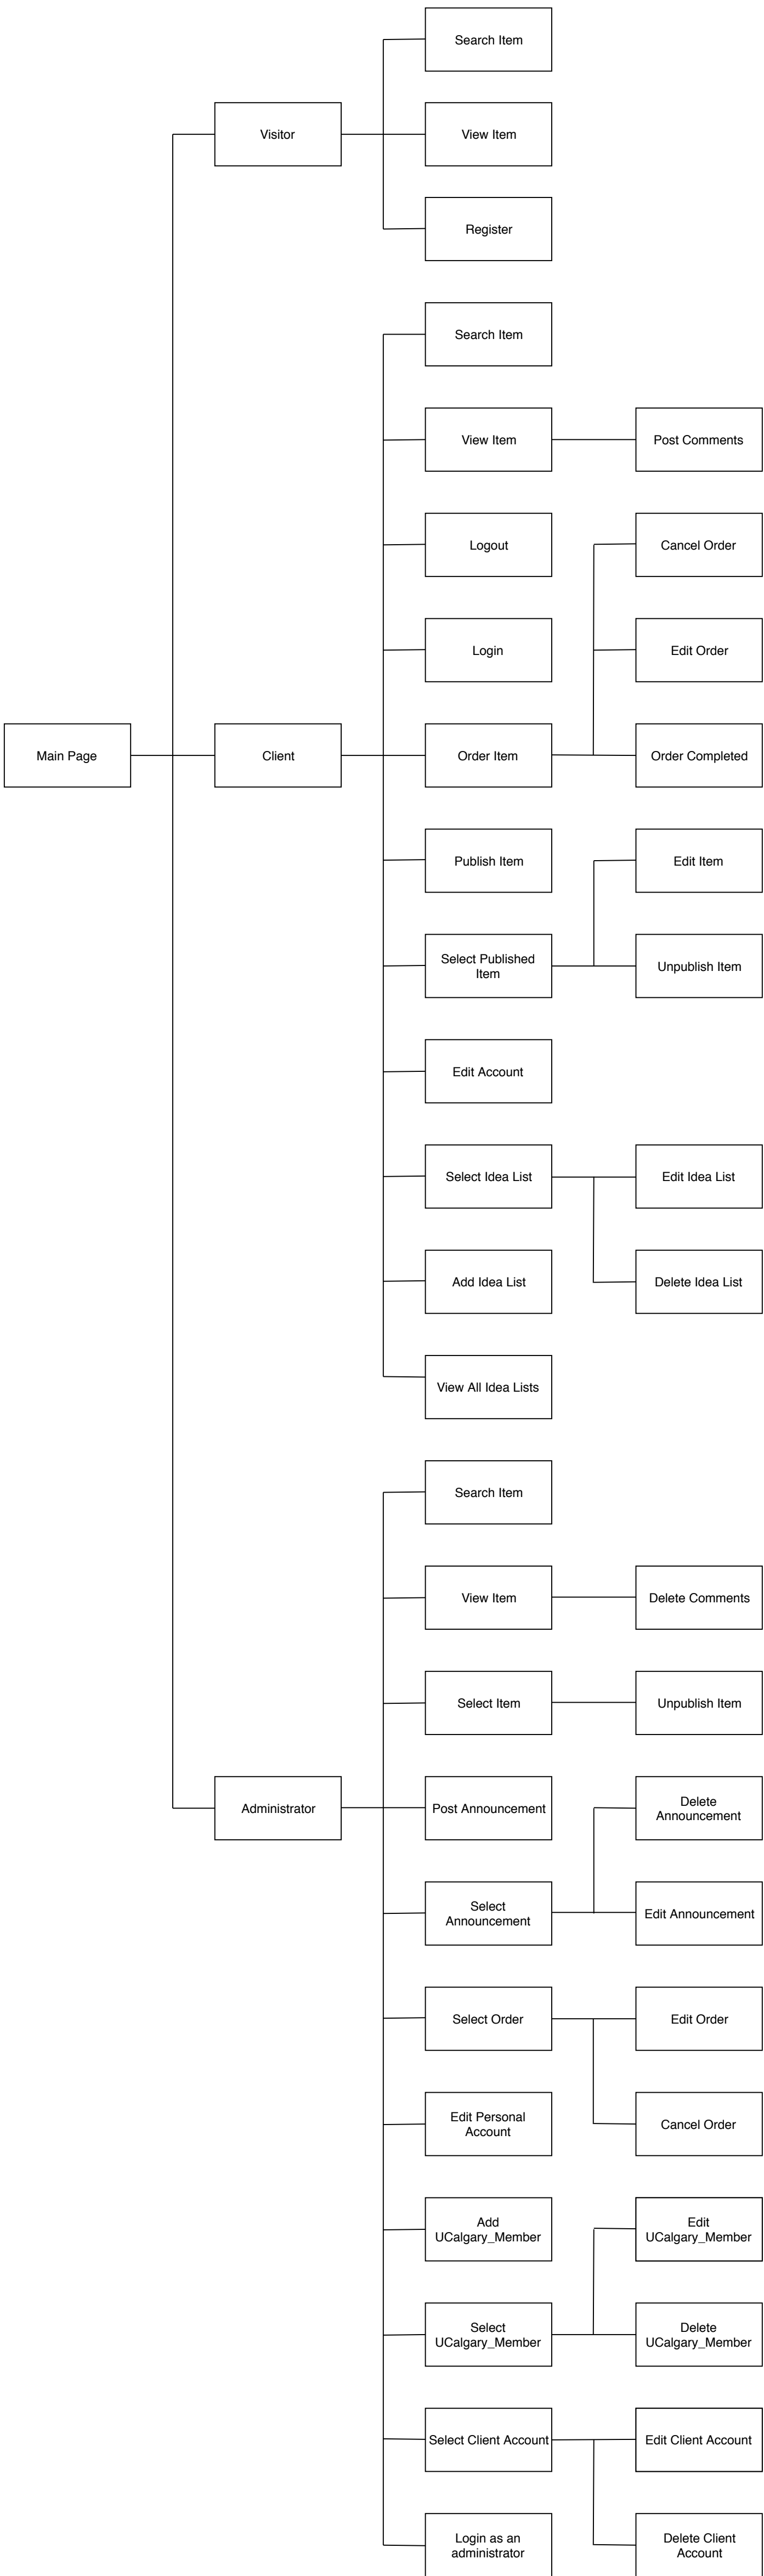 Search Item
Visitor
View Item
Register
Search Item
View Item
Post Comments
Logout
Cancel Order
Login
Edit Order
Main Page
Client
Order Item
Order Completed
Publish Item
Edit Item
Select Published
Item
Unpublish Item
Edit Account
Select Idea List
Edit Idea List
Add Idea List
Delete Idea List
View All Idea Lists
Search Item
View Item
Delete Comments
Select Item
Unpublish Item
Administrator
Post Announcement
Delete
Announcement
Select
Announcement
Edit Announcement
Select Order
Edit Order
Edit Personal
Account
Cancel Order
Add
UCalgary_Member
Edit
UCalgary_Member
Select
UCalgary_Member
Delete
UCalgary_Member
Select Client Account
Edit Client Account
Login as an
administrator
Delete Client
Account